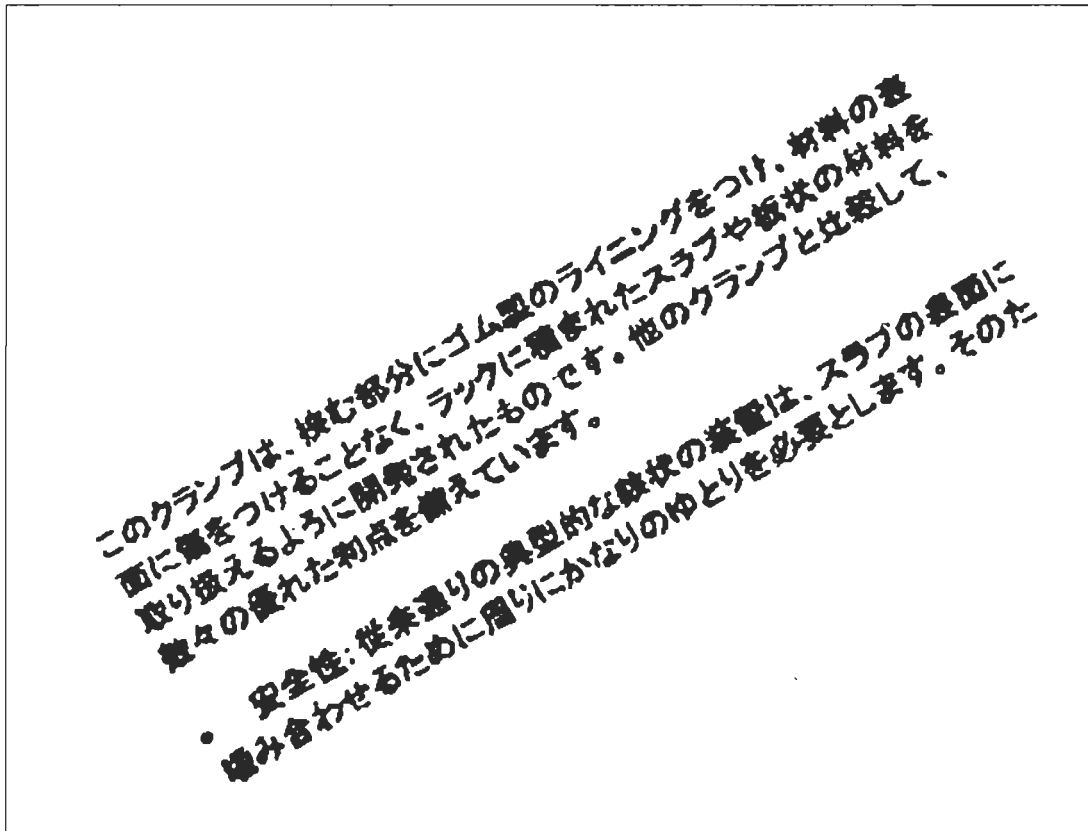 このクランプは、挟む部分にゴム製のライニングをつけ、材料の表
面に傷をつけることなく、ラックに積まれたスラブや板状の材料を
取り扱えるように開発されたものです。他のクランプと比較して、
数々の優れた利点を備えています。
• 安全性: 従来通りの典型的な鋏状の装置は、スラブの表面に
噛み合わせるために周りにかなりのゆとりを必要とします。そのた